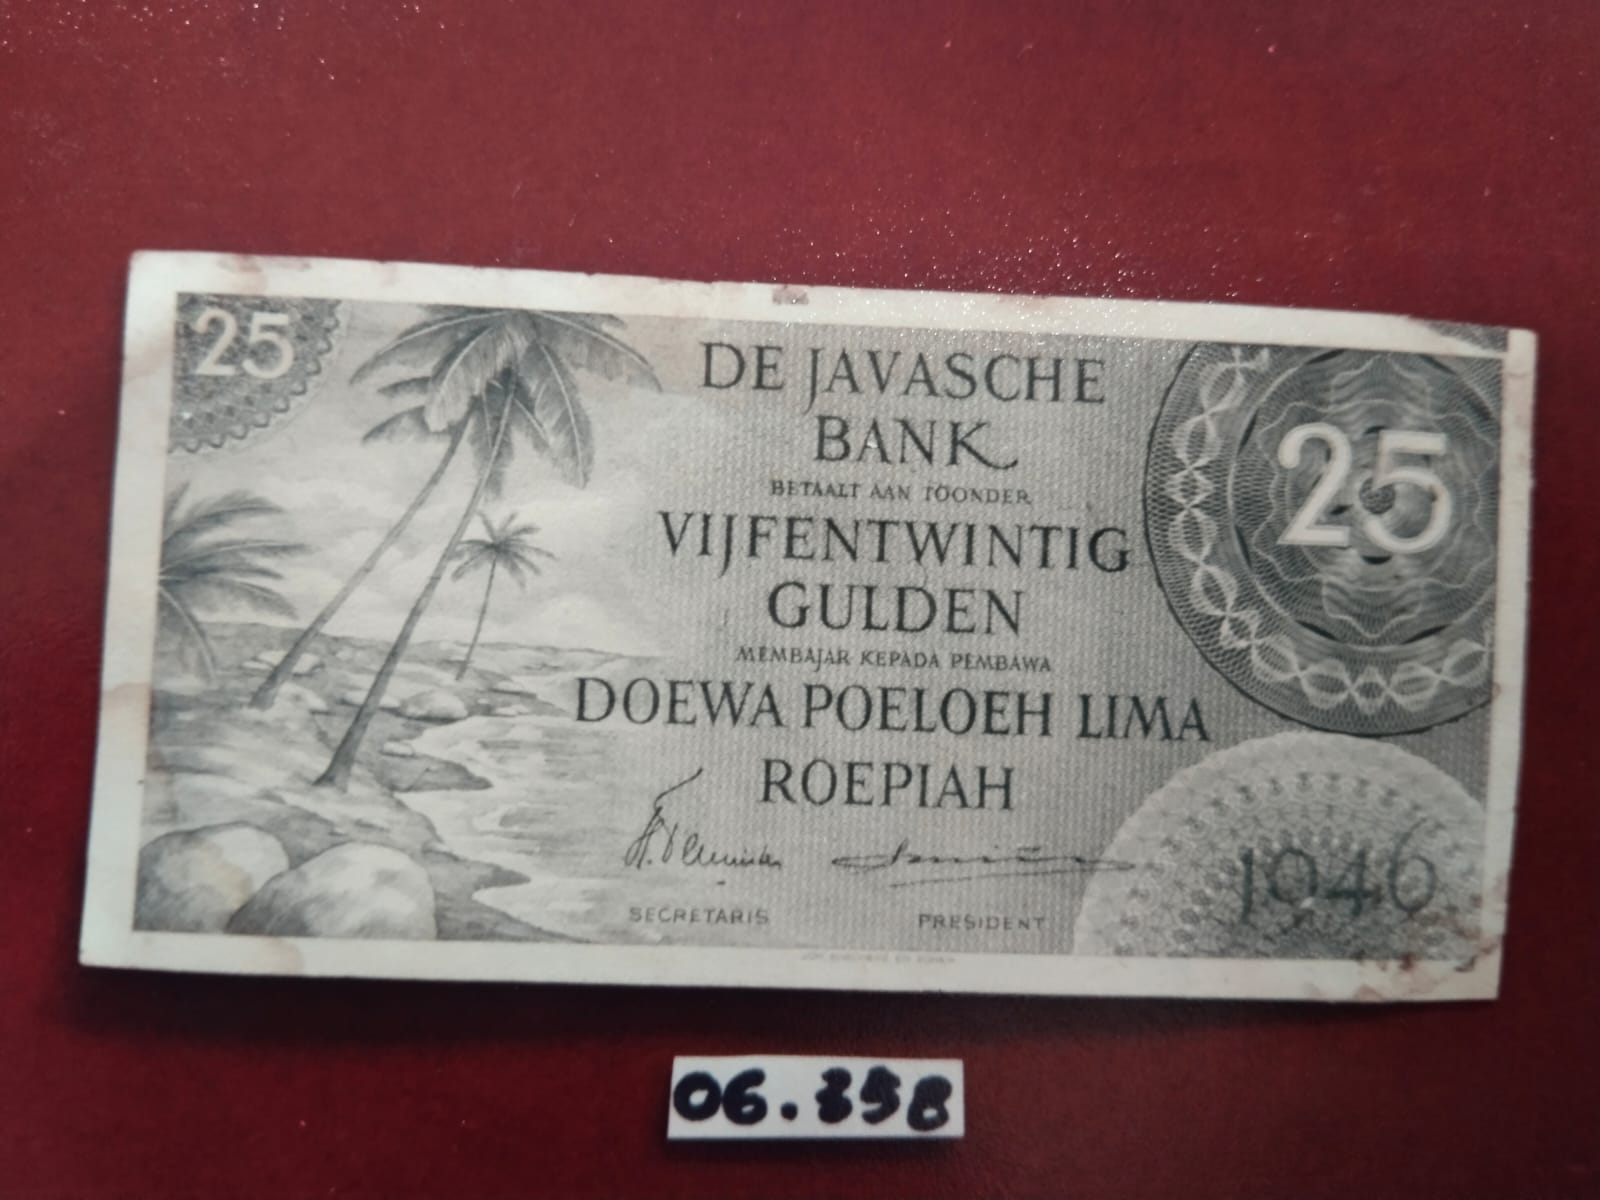 25
DE JAVASCHE
BANK
BETAALT AAN TOONDER
VIJFENTWINTIG
GULDEN
MEMBAJAR KEPADA PEMBAWA
DOEWA POELOEH LIMA
ROEPIAH
25
SECRETARIS
PRESIDENT
1946
06.398